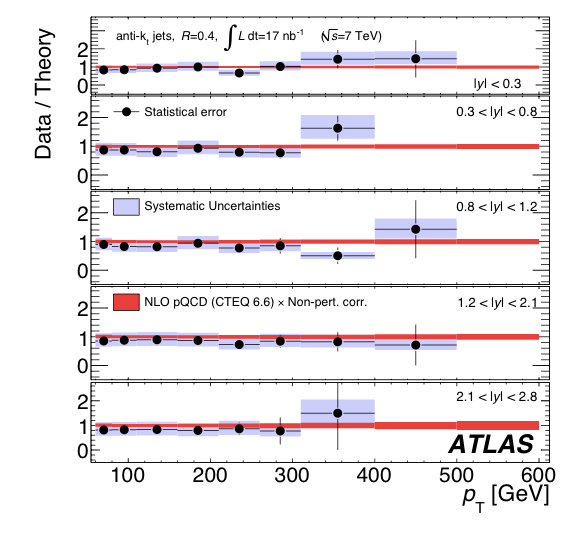 anti-kt jets, R=0.4, ∫ L dt=17 nb⁻¹ (√s=7 TeV)
2
1
0
|y| < 0.3
Data / Theory
Statistical error
0.3 < |y| < 0.8
2
1
0
Systematic Uncertainties
0.8 < |y| < 1.2
2
1
0
NLO pQCD (CTEQ 6.6) × Non-pert. corr.
1.2 < |y| < 2.1
2
1
0
2.1 < |y| < 2.8
2
1
0
ATLAS
100 200 300 400 500 600
pT [GeV]